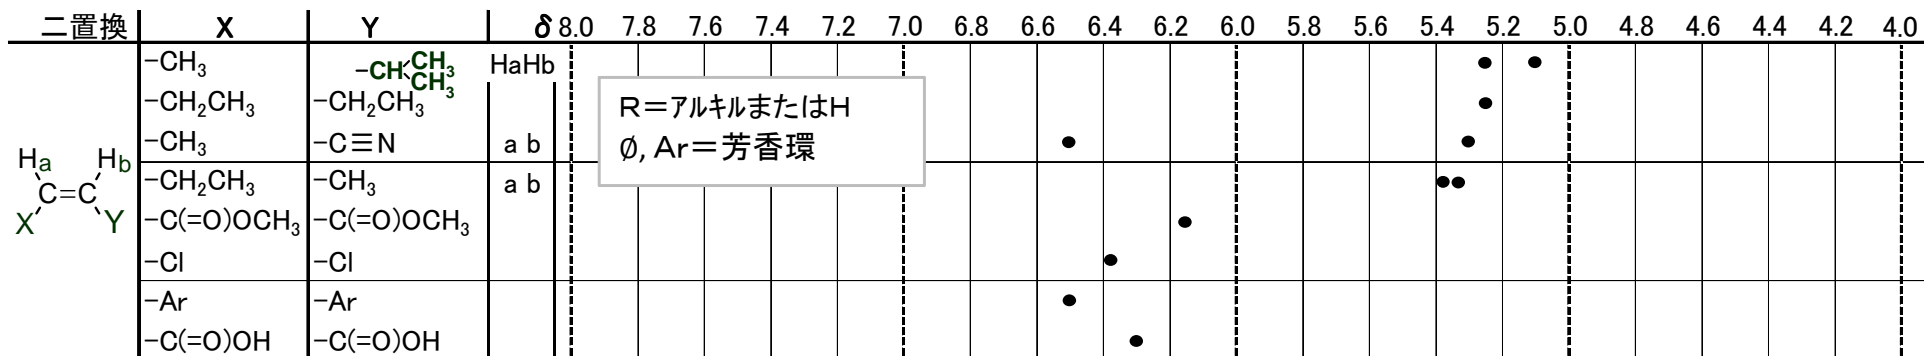 二置換 X Y δ 8.0 7.8 7.6 7.4 7.2 7.0 6.8 6.6 6.4 6.2 6.0 5.8 5.6 5.4 5.2 5.0 4.8 4.6 4.4 4.2 4.0
−CH₃ −CH CH₃ CH₃ HaHb
−CH₂CH₃ −CH₂CH₃
−CH₃ −C≡N a b
−CH₂CH₃ −CH₃ a b
−C(=O)OCH₃ −C(=O)OCH₃
−Cl −Cl
−Ar −Ar
−C(=O)OH −C(=O)OH
Ha Hb
C=C
X Y
R=アルキルまたはH
Ø, Ar=芳香環